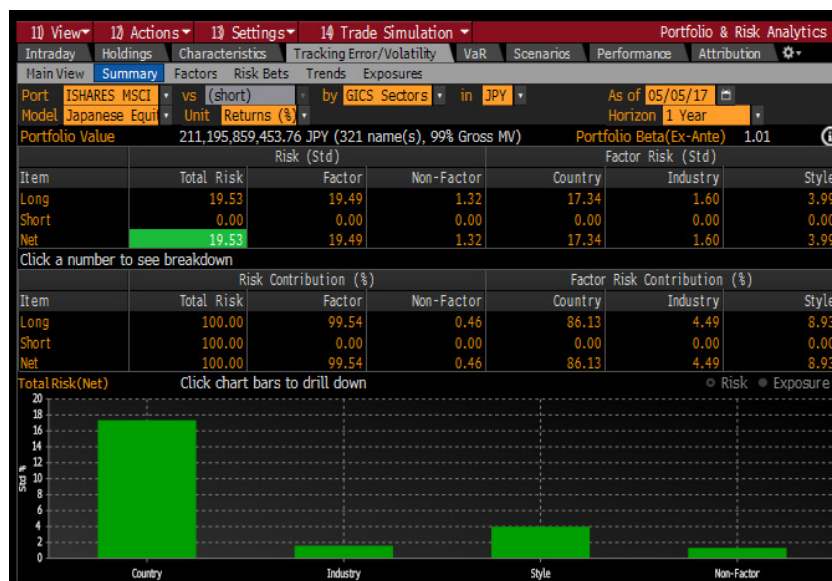 11) View 12) Actions 13) Settings 14) Trade Simulation Portfolio & Risk Analytics
Intraday Holdings Characteristics Tracking Error/Volatility VaR Scenarios Performance Attribution
Main View Summary Factors Risk Bets Trends Exposures
Port ISHARES MSCI vs (short) by GICS Sectors in JPY As of 05/05/17
Model Japanese Equi Unit Returns (%) Horizon 1 Year
Portfolio Value 211,195,859,453.76 JPY (321 name(s), 99% Gross MV) Portfolio Beta(Ex-Ante) 1.01
Risk (Std) Factor Risk (Std)
Item Total Risk Factor Non-Factor Country Industry Style
Long 19.53 19.49 1.32 17.34 1.60 3.99
Short 0.00 0.00 0.00 0.00 0.00 0.00
Net 19.53 19.49 1.32 17.34 1.60 3.99
Click a number to see breakdown
Risk Contribution (%) Factor Risk Contribution (%)
Item Total Risk Factor Non-Factor Country Industry Style
Long 100.00 99.54 0.46 86.13 4.49 8.93
Short 0.00 0.00 0.00 0.00 0.00 0.00
Net 100.00 99.54 0.46 86.13 4.49 8.93
Total Risk(Net) Click chart bars to drill down Risk Exposure
20
18
16
14
12
10
8
6
4
2
0
Std %
Country Industry Style Non-Factor